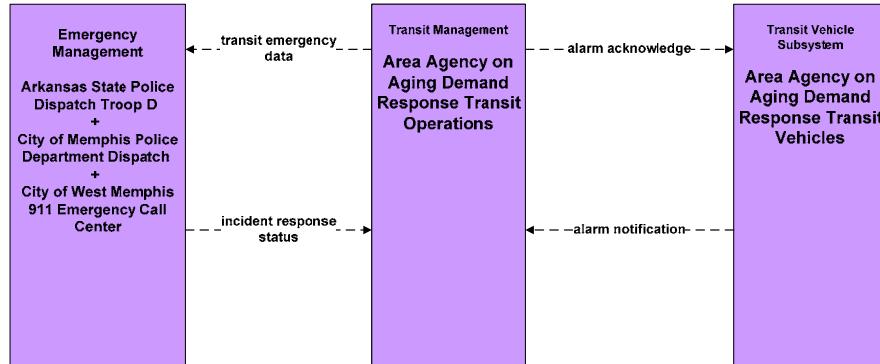 Emergency
Management
Arkansas State Police
Dispatch Troop D
+
City of Memphis Police
Department Dispatch
+
City of West Memphis
911 Emergency Call
Center
transit emergency
data
incident response
status
Transit Management
Area Agency on
Aging Demand
Response Transit
Operations
alarm acknowledge
alarm notification
Transit Vehicle
Subsystem
Area Agency on
Aging Demand
Response Transit
Vehicles